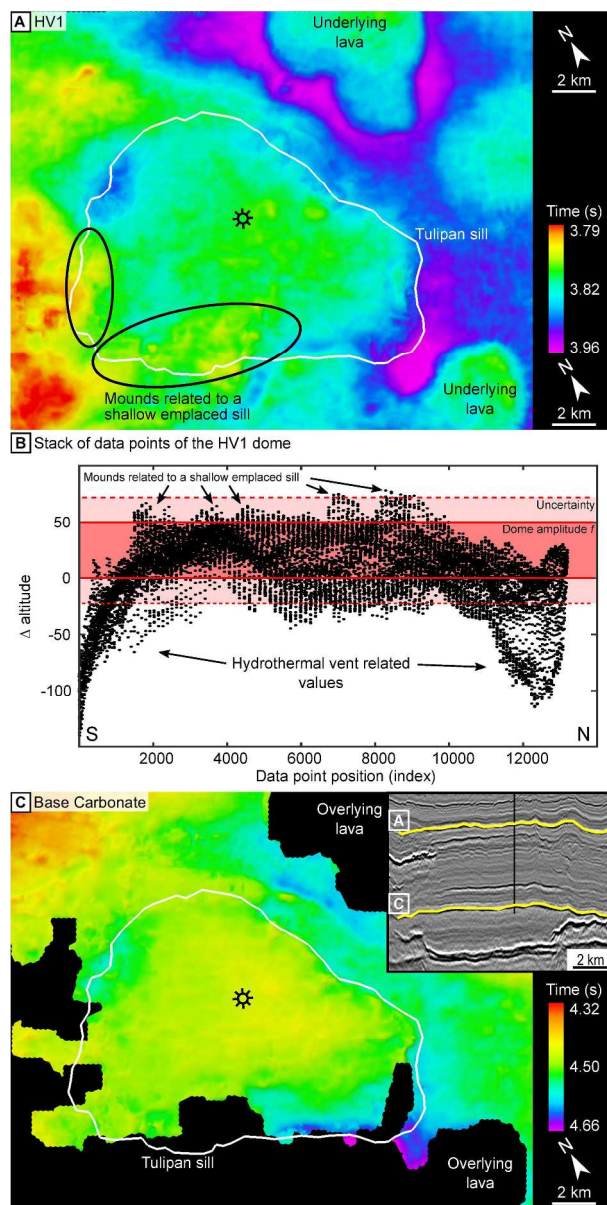 A HV1
Underlying
lava
N
2 km
Tulipan sill
Time (s)
3.79
3.82
3.96
Mounds related to a
shallow emplaced sill
Underlying
lava
N
2 km
B Stack of data points of the HV1 dome
Mounds related to a shallow emplaced sill
Uncertainty
Dome amplitude f
50
0
-50
-100
Δ altitude
Hydrothermal vent related
values
S
N
2000
4000
6000
8000
10000
12000
Data point position (index)
C Base Carbonate
Overlying
lava
A
C
2 km
Time (s)
4.32
4.50
4.66
Tulipan sill
Overlying
lava
N
2 km